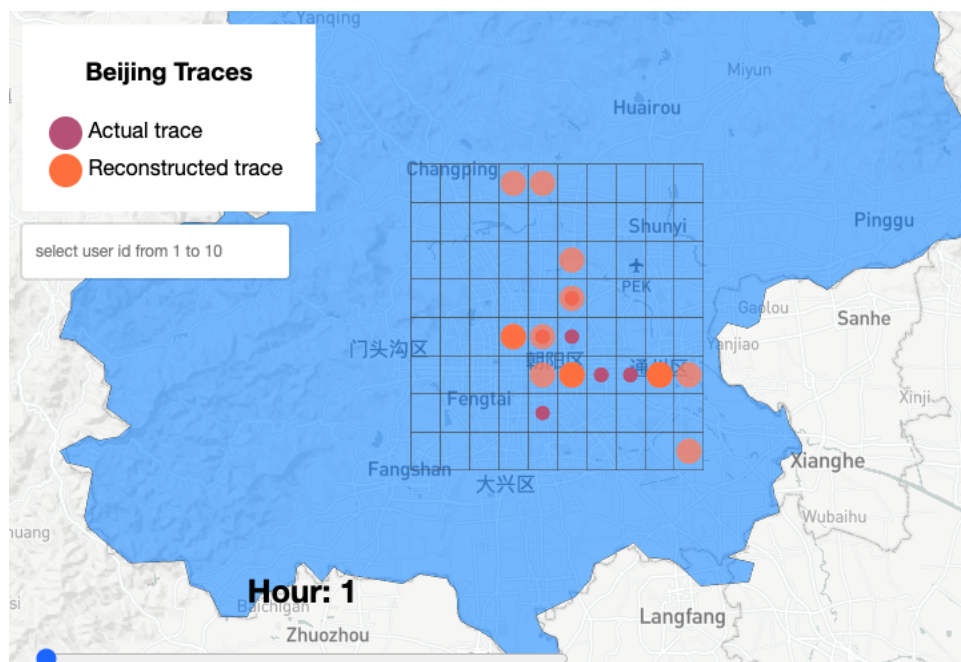 Yanqing
Beijing Traces
Miyun
Huairou
Actual trace
Reconstructed trace
Changping
Pinggu
Shunyi
select user id from 1 to 10
PEK
Gaolou
Sanhe
门头沟区
朝阳区
Yanjiao
通州区
Xinji
Fengtai
Fangshan
Xianghe
大兴区
Wubaihu
Hour: 1
Baichigan
Langfang
Zhuozhou